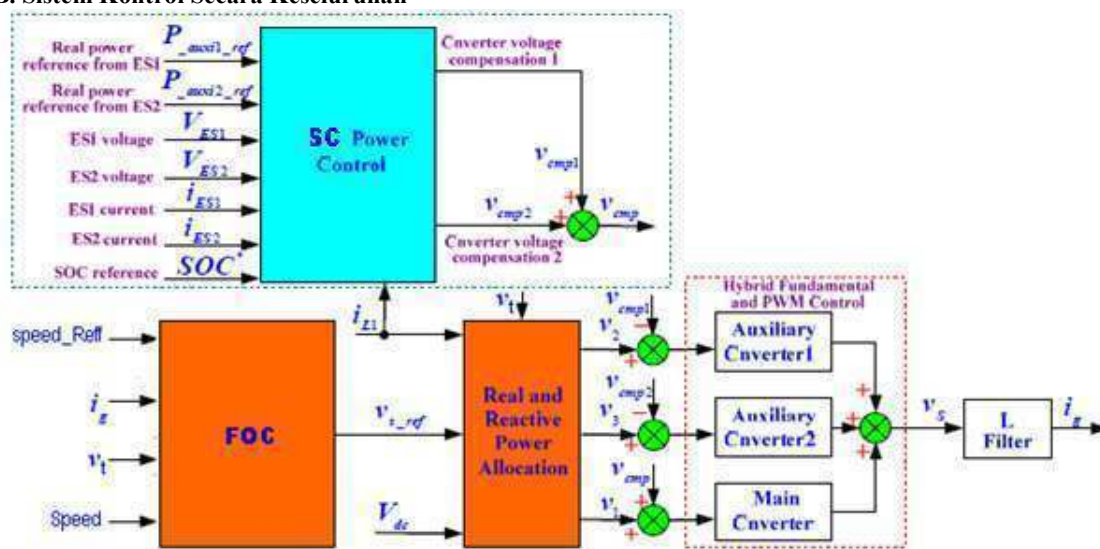 B. Sistem Kontrol Secara Keseluruhan
Real power
reference from ES1
P_auxi1_ref
Real power
reference from ES2
P_auxi2_ref
ES1 voltage
V_ES1
ES2 voltage
V_ES2
ES1 current
i_ES1
ES2 current
i_ES2
SOC reference
SOC*
SC Power
Control
Cnverter voltage
compensation 1
v_cmp1
+
v_cmp2
+
v_cmp
Cnverter voltage
compensation 2
speed_Reff
i_g
v_t
Speed
FOC
i_L1
v_t
v_s_ref
V_dc
Real and
Reactive
Power
Allocation
v_cmp1
−
v_2
+
v_cmp2
−
v_3
+
v_cmp
+
v_1
+
Hybrid Fundamental
and PWM Control
Auxiliary
Cnverter1
Auxiliary
Cnverter2
Main
Cnverter
+
+
+
v_s
L
Filter
i_g